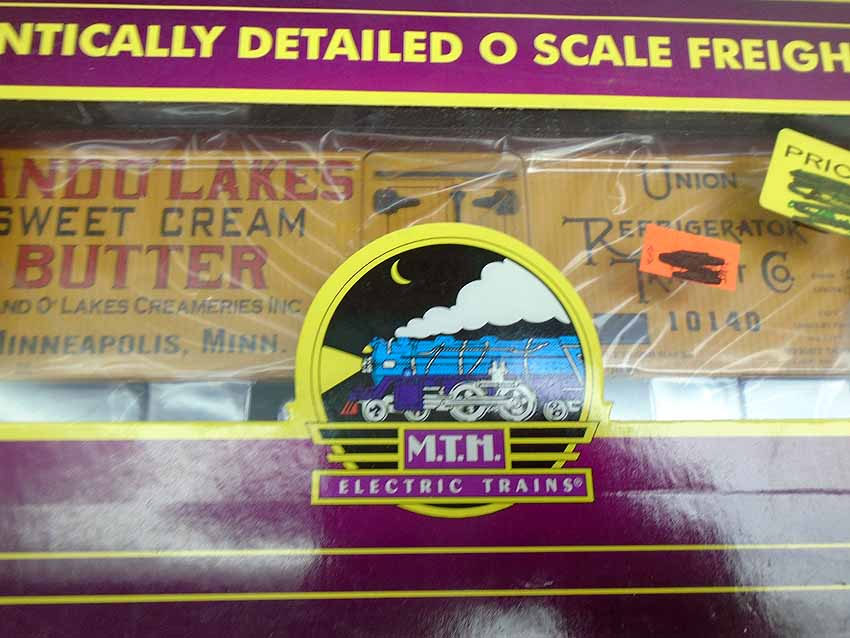 NTICALLY DETAILED O SCALE FREIGH
ANDO'LAKES
SWEET CREAM
BUTTER
ND O' LAKES CREAMERIES INC
MINNEAPOLIS, MINN.
UNION
REFRIGERATOR
CO.
10140
PRIC
M.T.H.
ELECTRIC TRAINS®